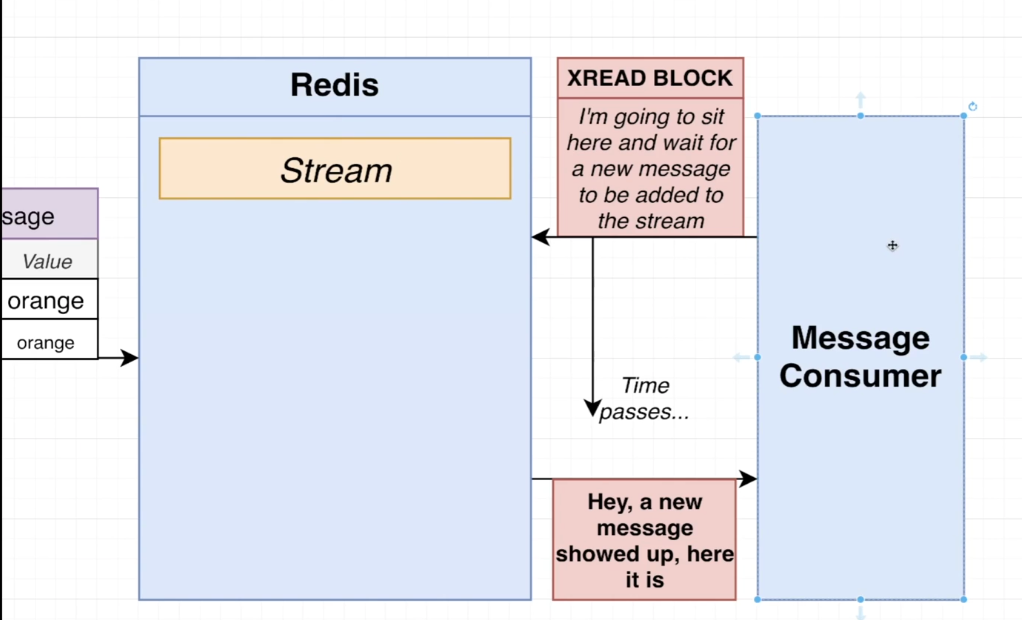 Redis
Stream
sage
Value
orange
orange
XREAD BLOCK
I'm going to sit
here and wait for
a new message
to be added to
the stream
Time
passes...
Hey, a new
message
showed up, here
it is
Message
Consumer